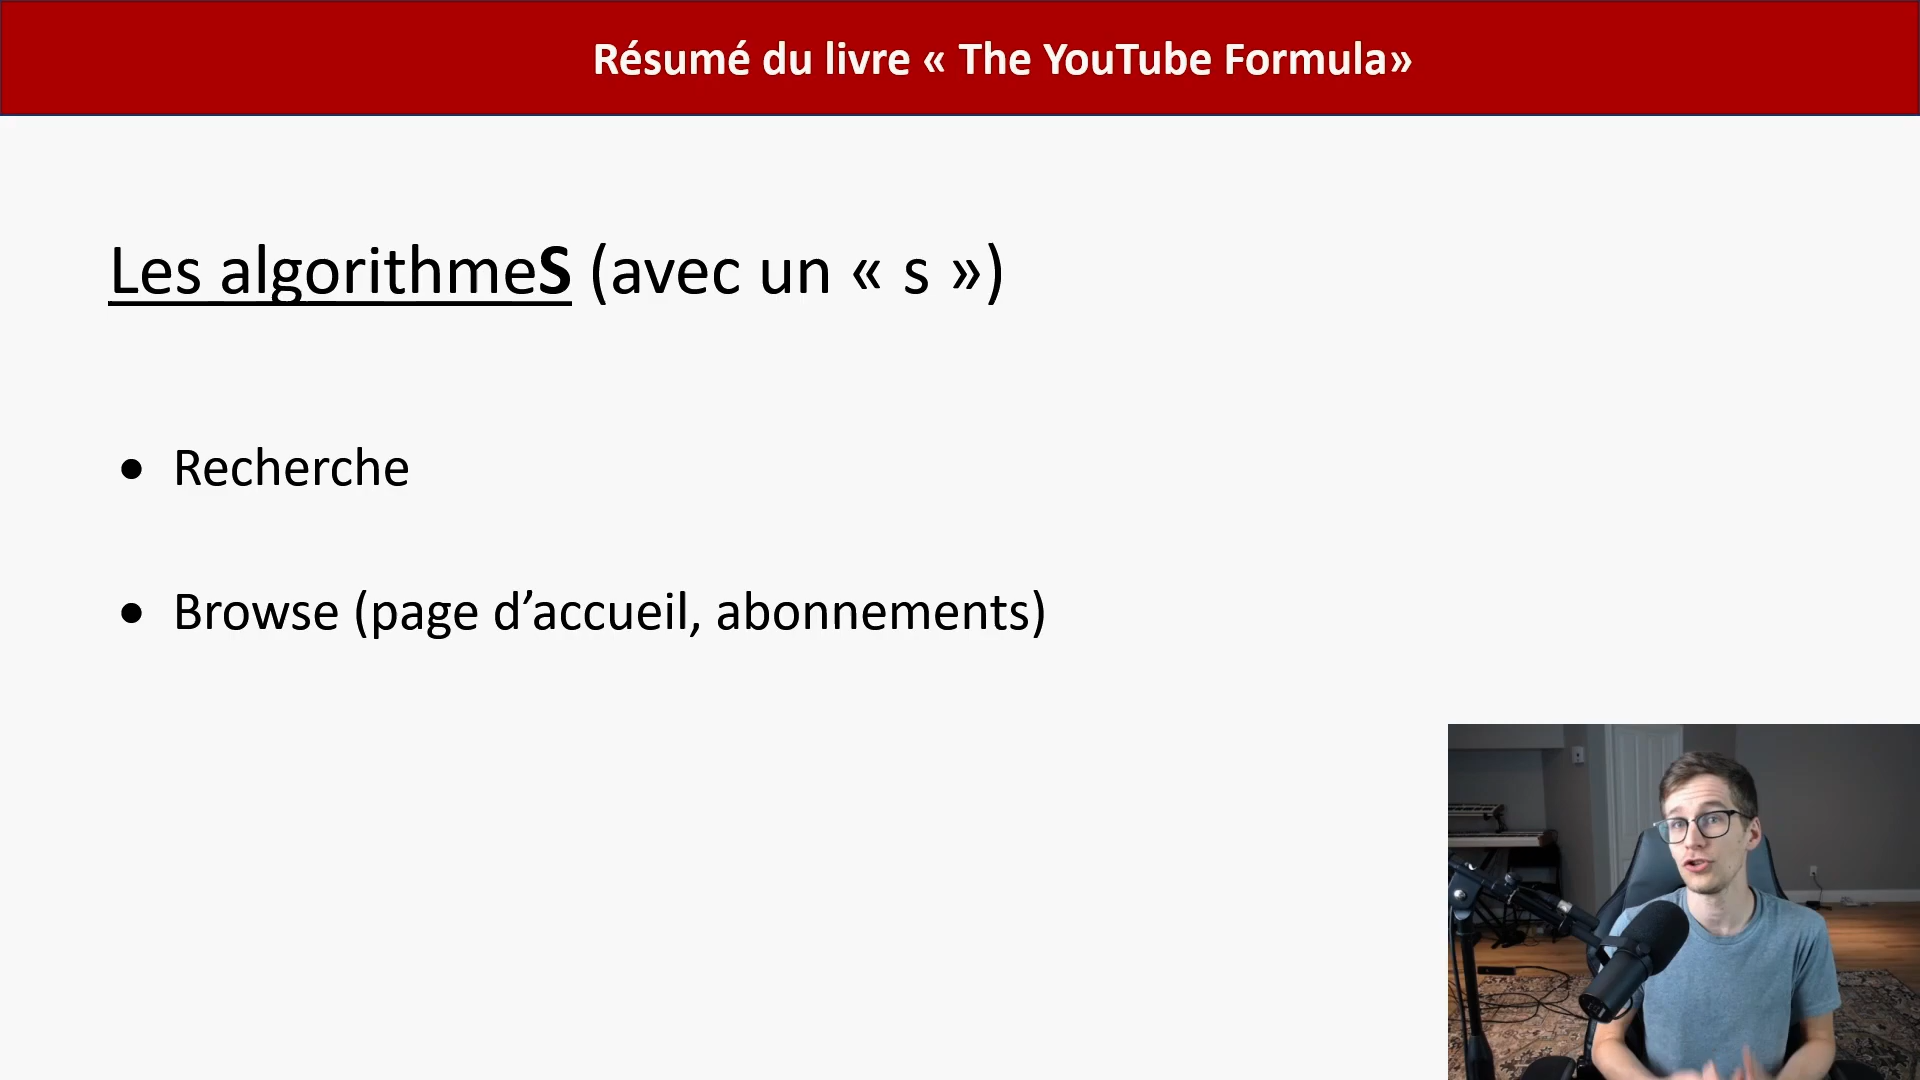 Résumé du livre « The YouTube Formula»
Les algorithmeS (avec un « s »)
• Recherche
• Browse (page d’accueil, abonnements)